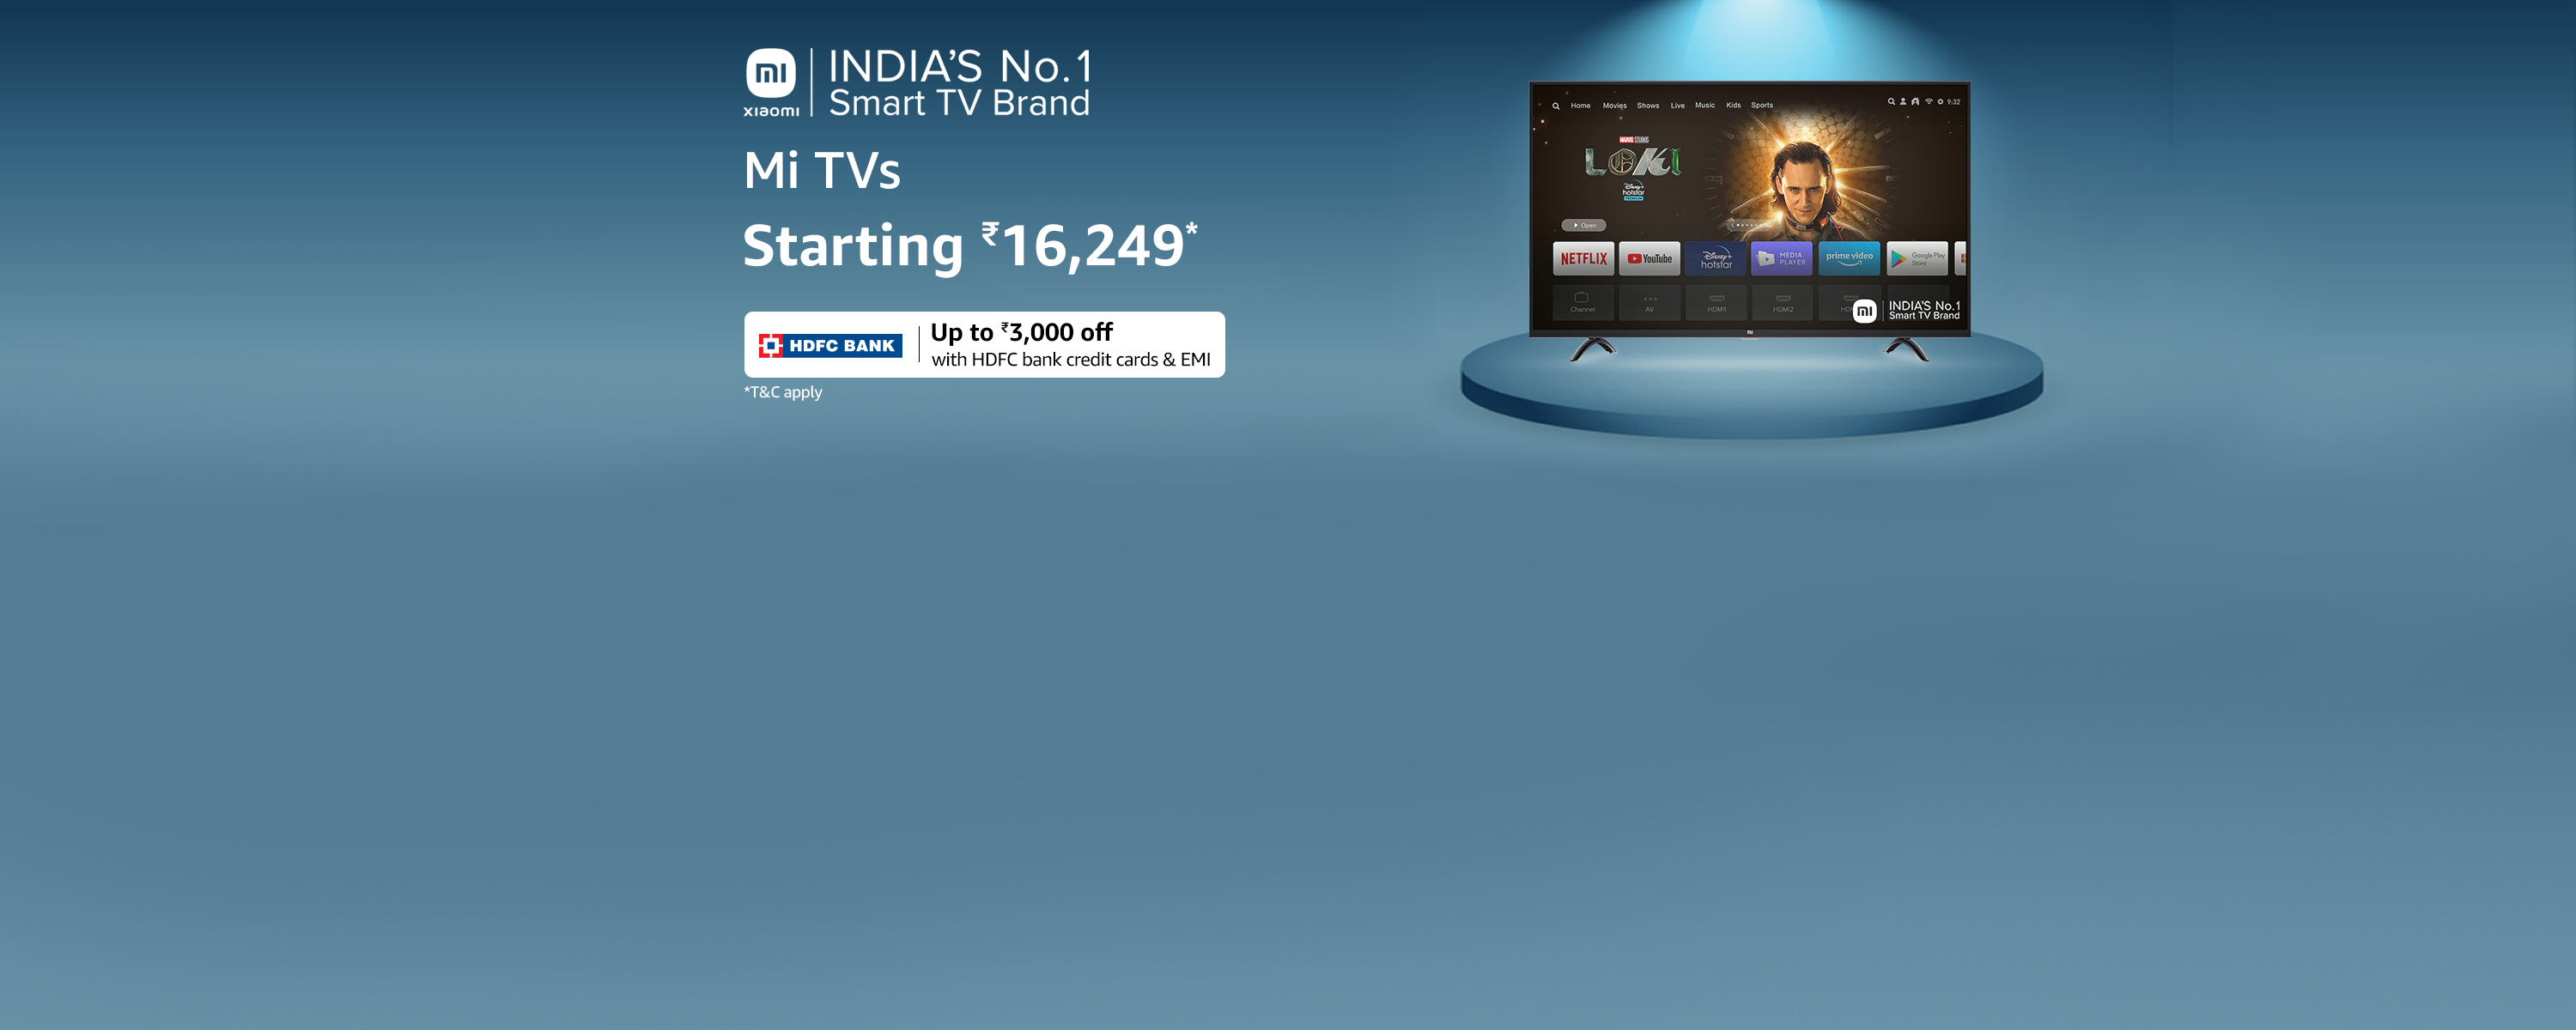 mi
xiaomi
INDIA'S No.1
Smart TV Brand
Mi TVs
Starting ₹16,249*
HDFC BANK
Up to ₹3,000 off
with HDFC bank credit cards & EMI
*T&C apply
Home Movies Shows Live Music Kids Sports
9:32
MARVEL STUDIOS
LOKI
Disney+
hotstar
PREMIUM
Open
NETFLIX
YouTube
Disney+
hotstar
MEDIA
PLAYER
prime video
Google Play
Store
Channel
AV
HDMI1
HDMI2
mi
INDIA'S No.1
Smart TV Brand
mi